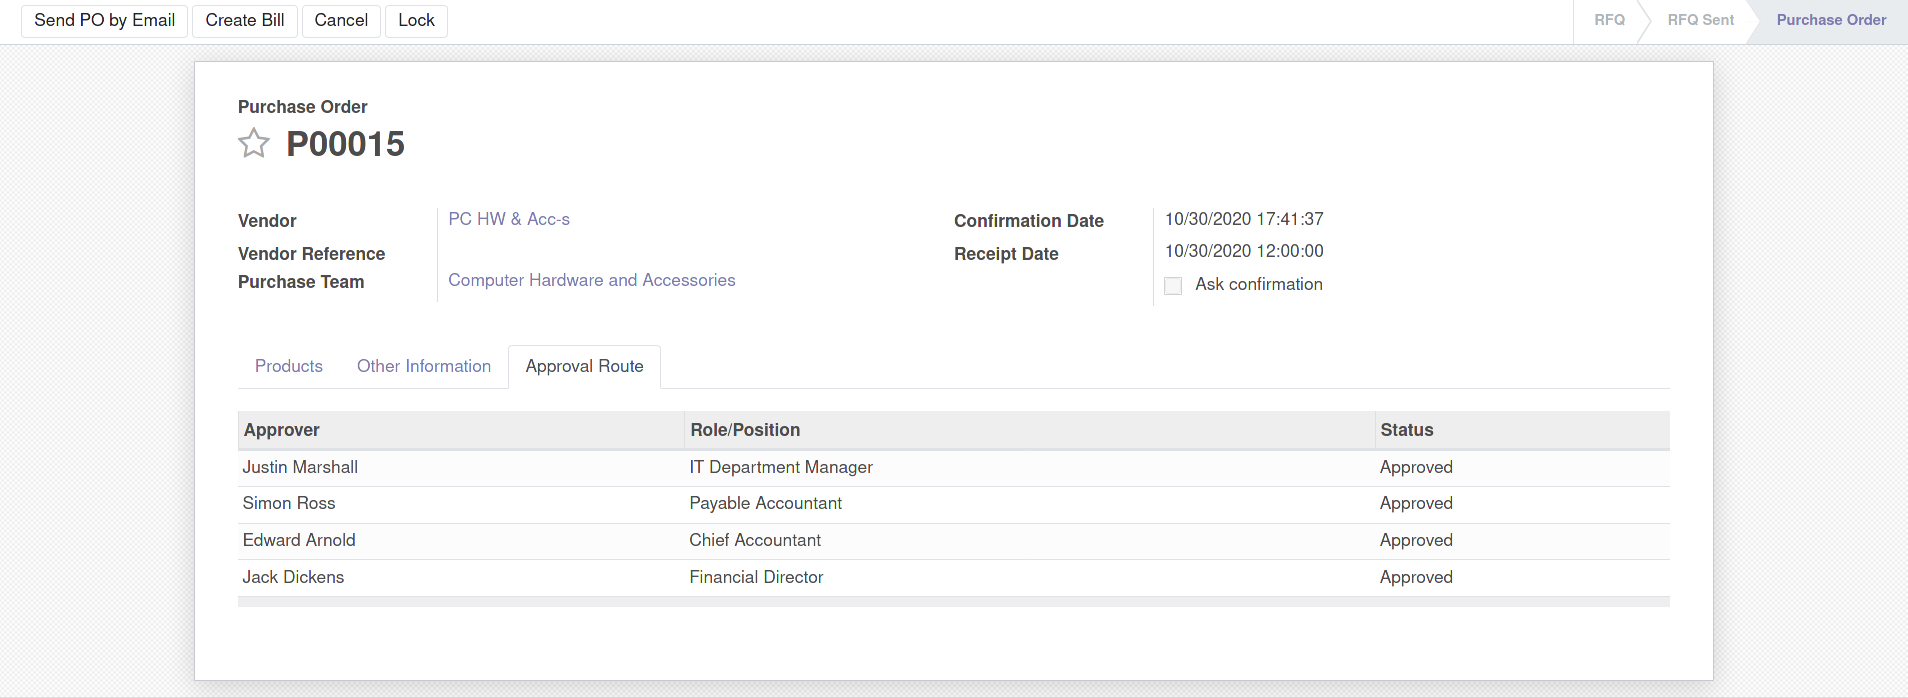 Send PO by Email Create Bill Cancel Lock RFQ RFQ Sent Purchase Order
Purchase Order
P00015
Vendor PC HW & Acc-s
Vendor Reference
Purchase Team Computer Hardware and Accessories
Confirmation Date 10/30/2020 17:41:37
Receipt Date 10/30/2020 12:00:00
Ask confirmation
Products Other Information Approval Route
Approver Role/Position Status
Justin Marshall IT Department Manager Approved
Simon Ross Payable Accountant Approved
Edward Arnold Chief Accountant Approved
Jack Dickens Financial Director Approved